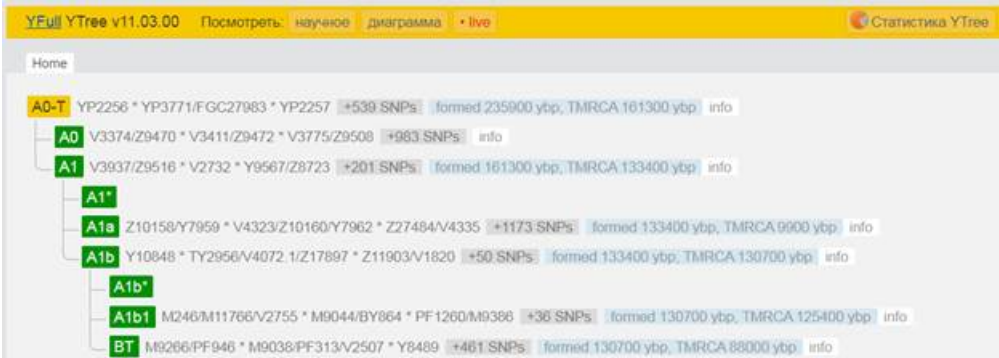 YFull YTree v11.03.00 Посмотреть: научное диаграмма • live Статистика YTree
Home
A0-T YP2256 * YP3771/FGC27983 * YP2257 +539 SNPs formed 235900 ybp, TMRCA 161300 ybp info
A0 V3374/Z9470 * V3411/Z9472 * V3775/Z9508 +983 SNPs info
A1 V3937/Z9516 * V2732 * Y9567/Z8723 +201 SNPs formed 161300 ybp, TMRCA 133400 ybp info
A1*
A1a Z10158/Y7959 * V4323/Z10160/Y7962 * Z27484/V4335 +1173 SNPs formed 133400 ybp, TMRCA 9900 ybp info
A1b Y10848 * TY2956/V4072.1/Z17897 * Z11903/V1820 +50 SNPs formed 133400 ybp, TMRCA 130700 ybp info
A1b*
A1b1 M246/M11766/V2755 * M9044/BY864 * PF1260/M9386 +36 SNPs formed 130700 ybp, TMRCA 125400 ybp info
BT M9266/PF946 * M9038/PF313/V2507 * Y8489 +461 SNPs formed 130700 ybp, TMRCA 88000 ybp info